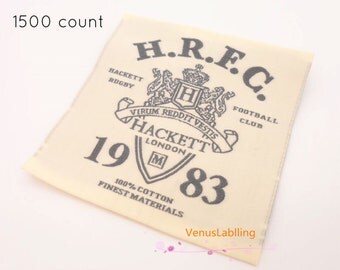 1500 count
H.R.F.C.
HACKETT
RUGBY
FOOTBALL
CLUB
H
VIRUM REDDIT VESTIS
HACKETT
LONDON
19 83
M
100% COTTON
FINEST MATERIALS
VenusLablling